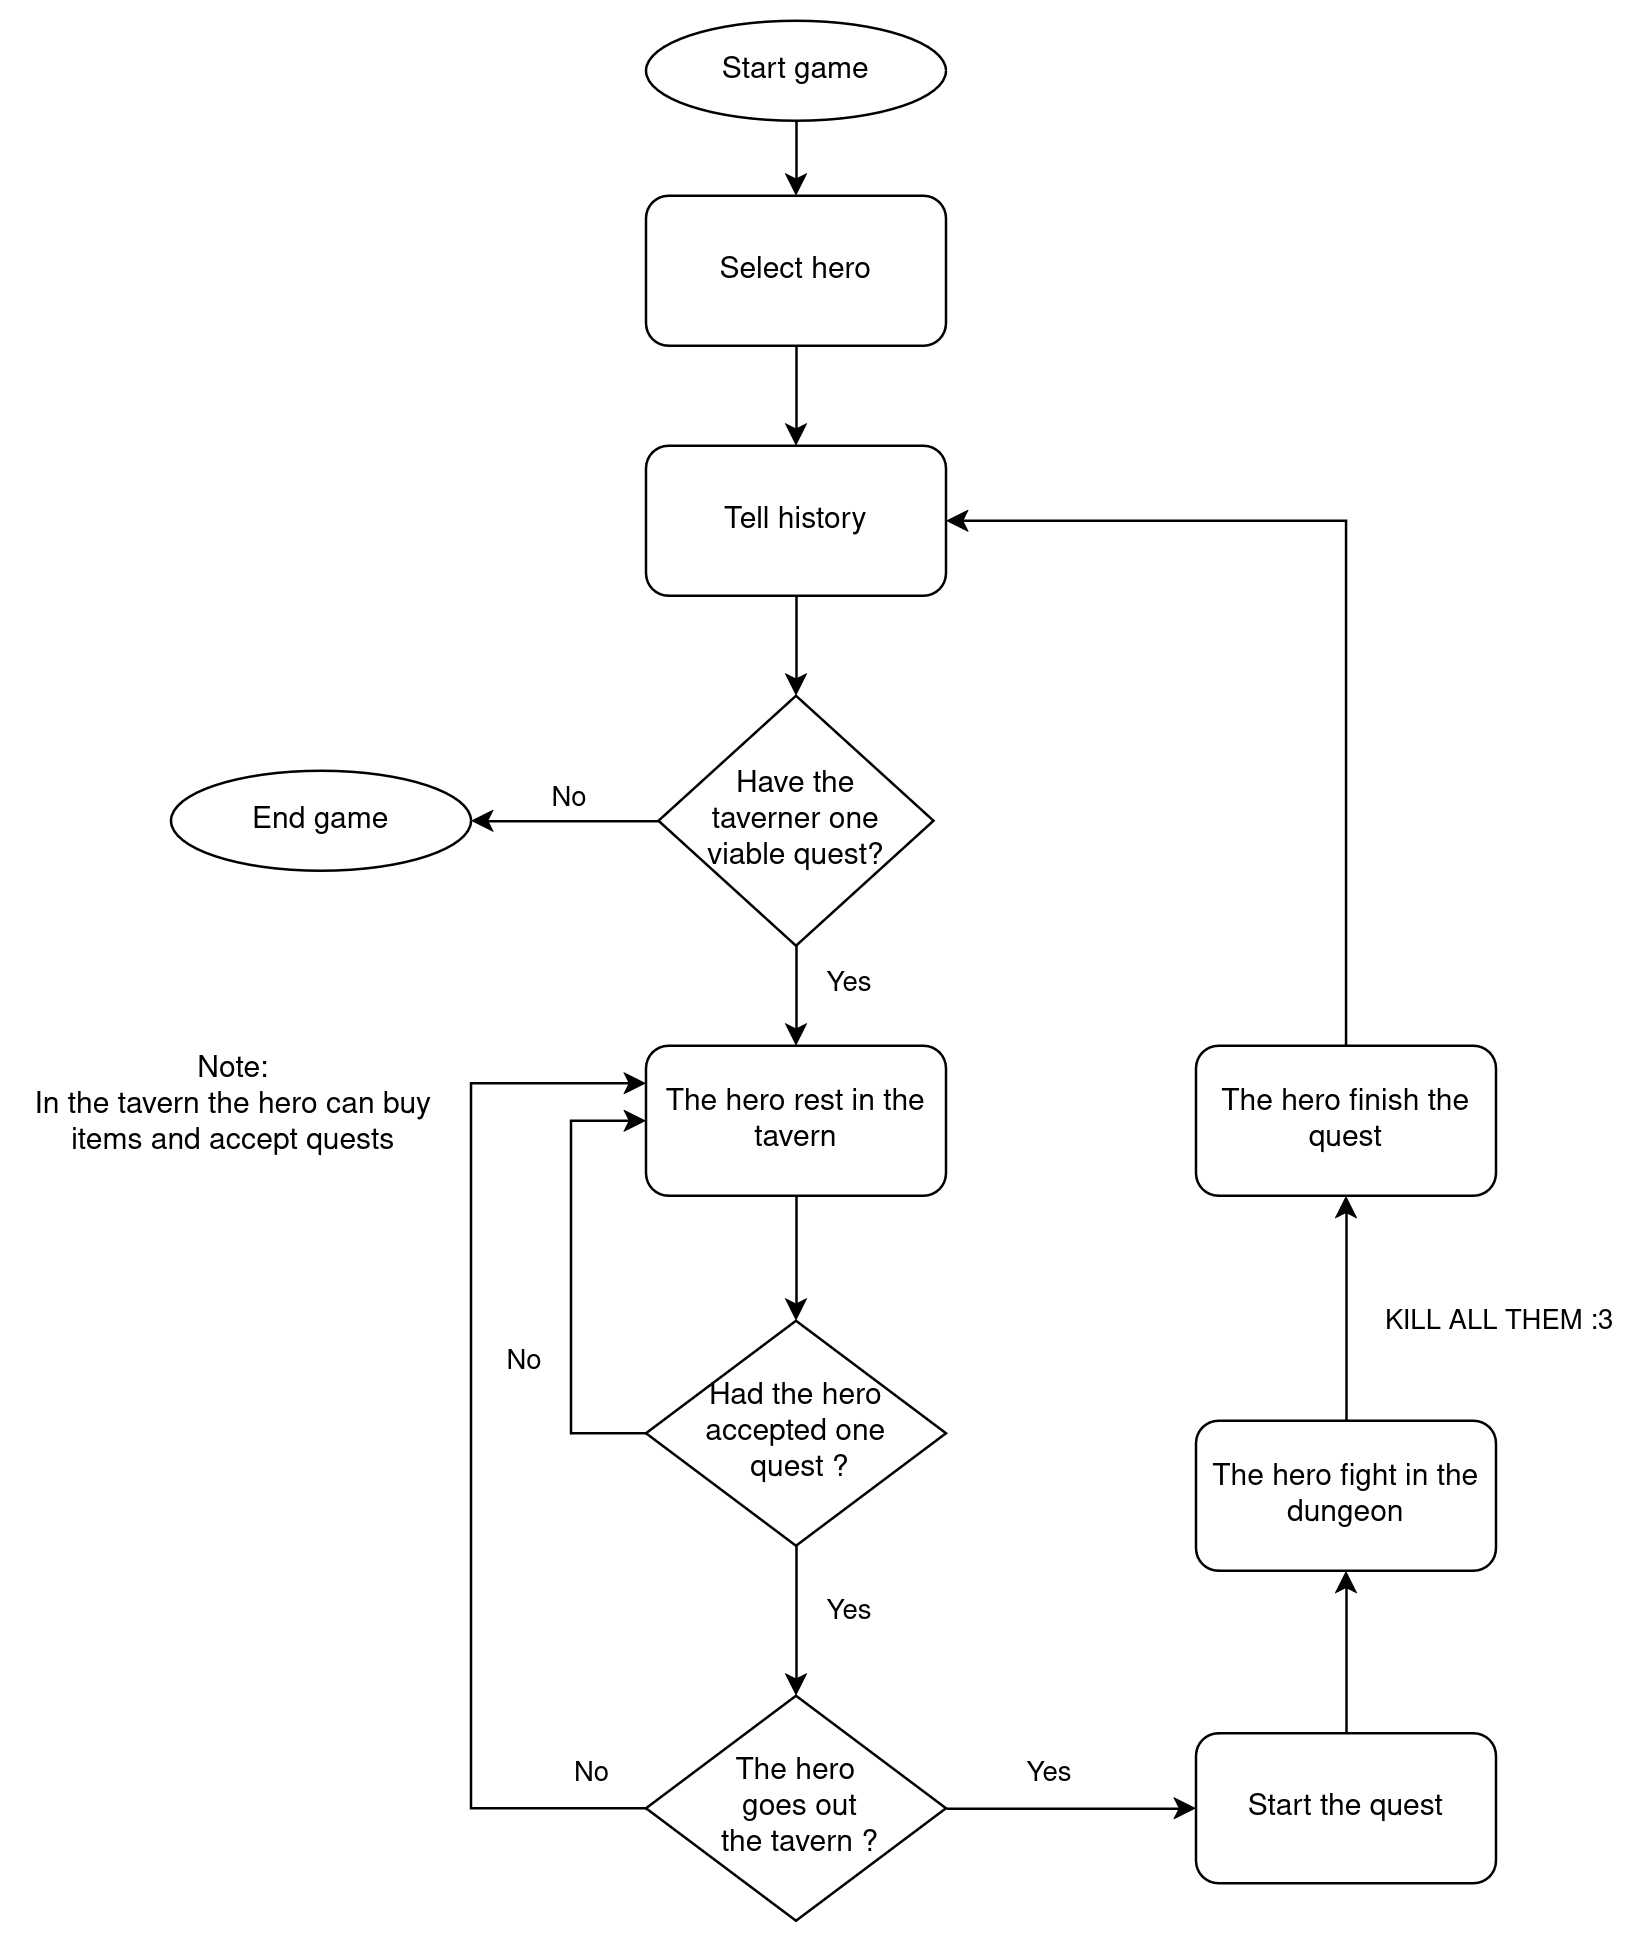 Start game
Select hero
Tell history
Have the
taverner one
viable quest?
No
End game
Yes
Note:
In the tavern the hero can buy
items and accept quests
The hero rest in the
tavern
The hero finish the
quest
KILL ALL THEM :3
No
Had the hero
accepted one
quest ?
The hero fight in the
dungeon
Yes
No
The hero
goes out
the tavern ?
Yes
Start the quest